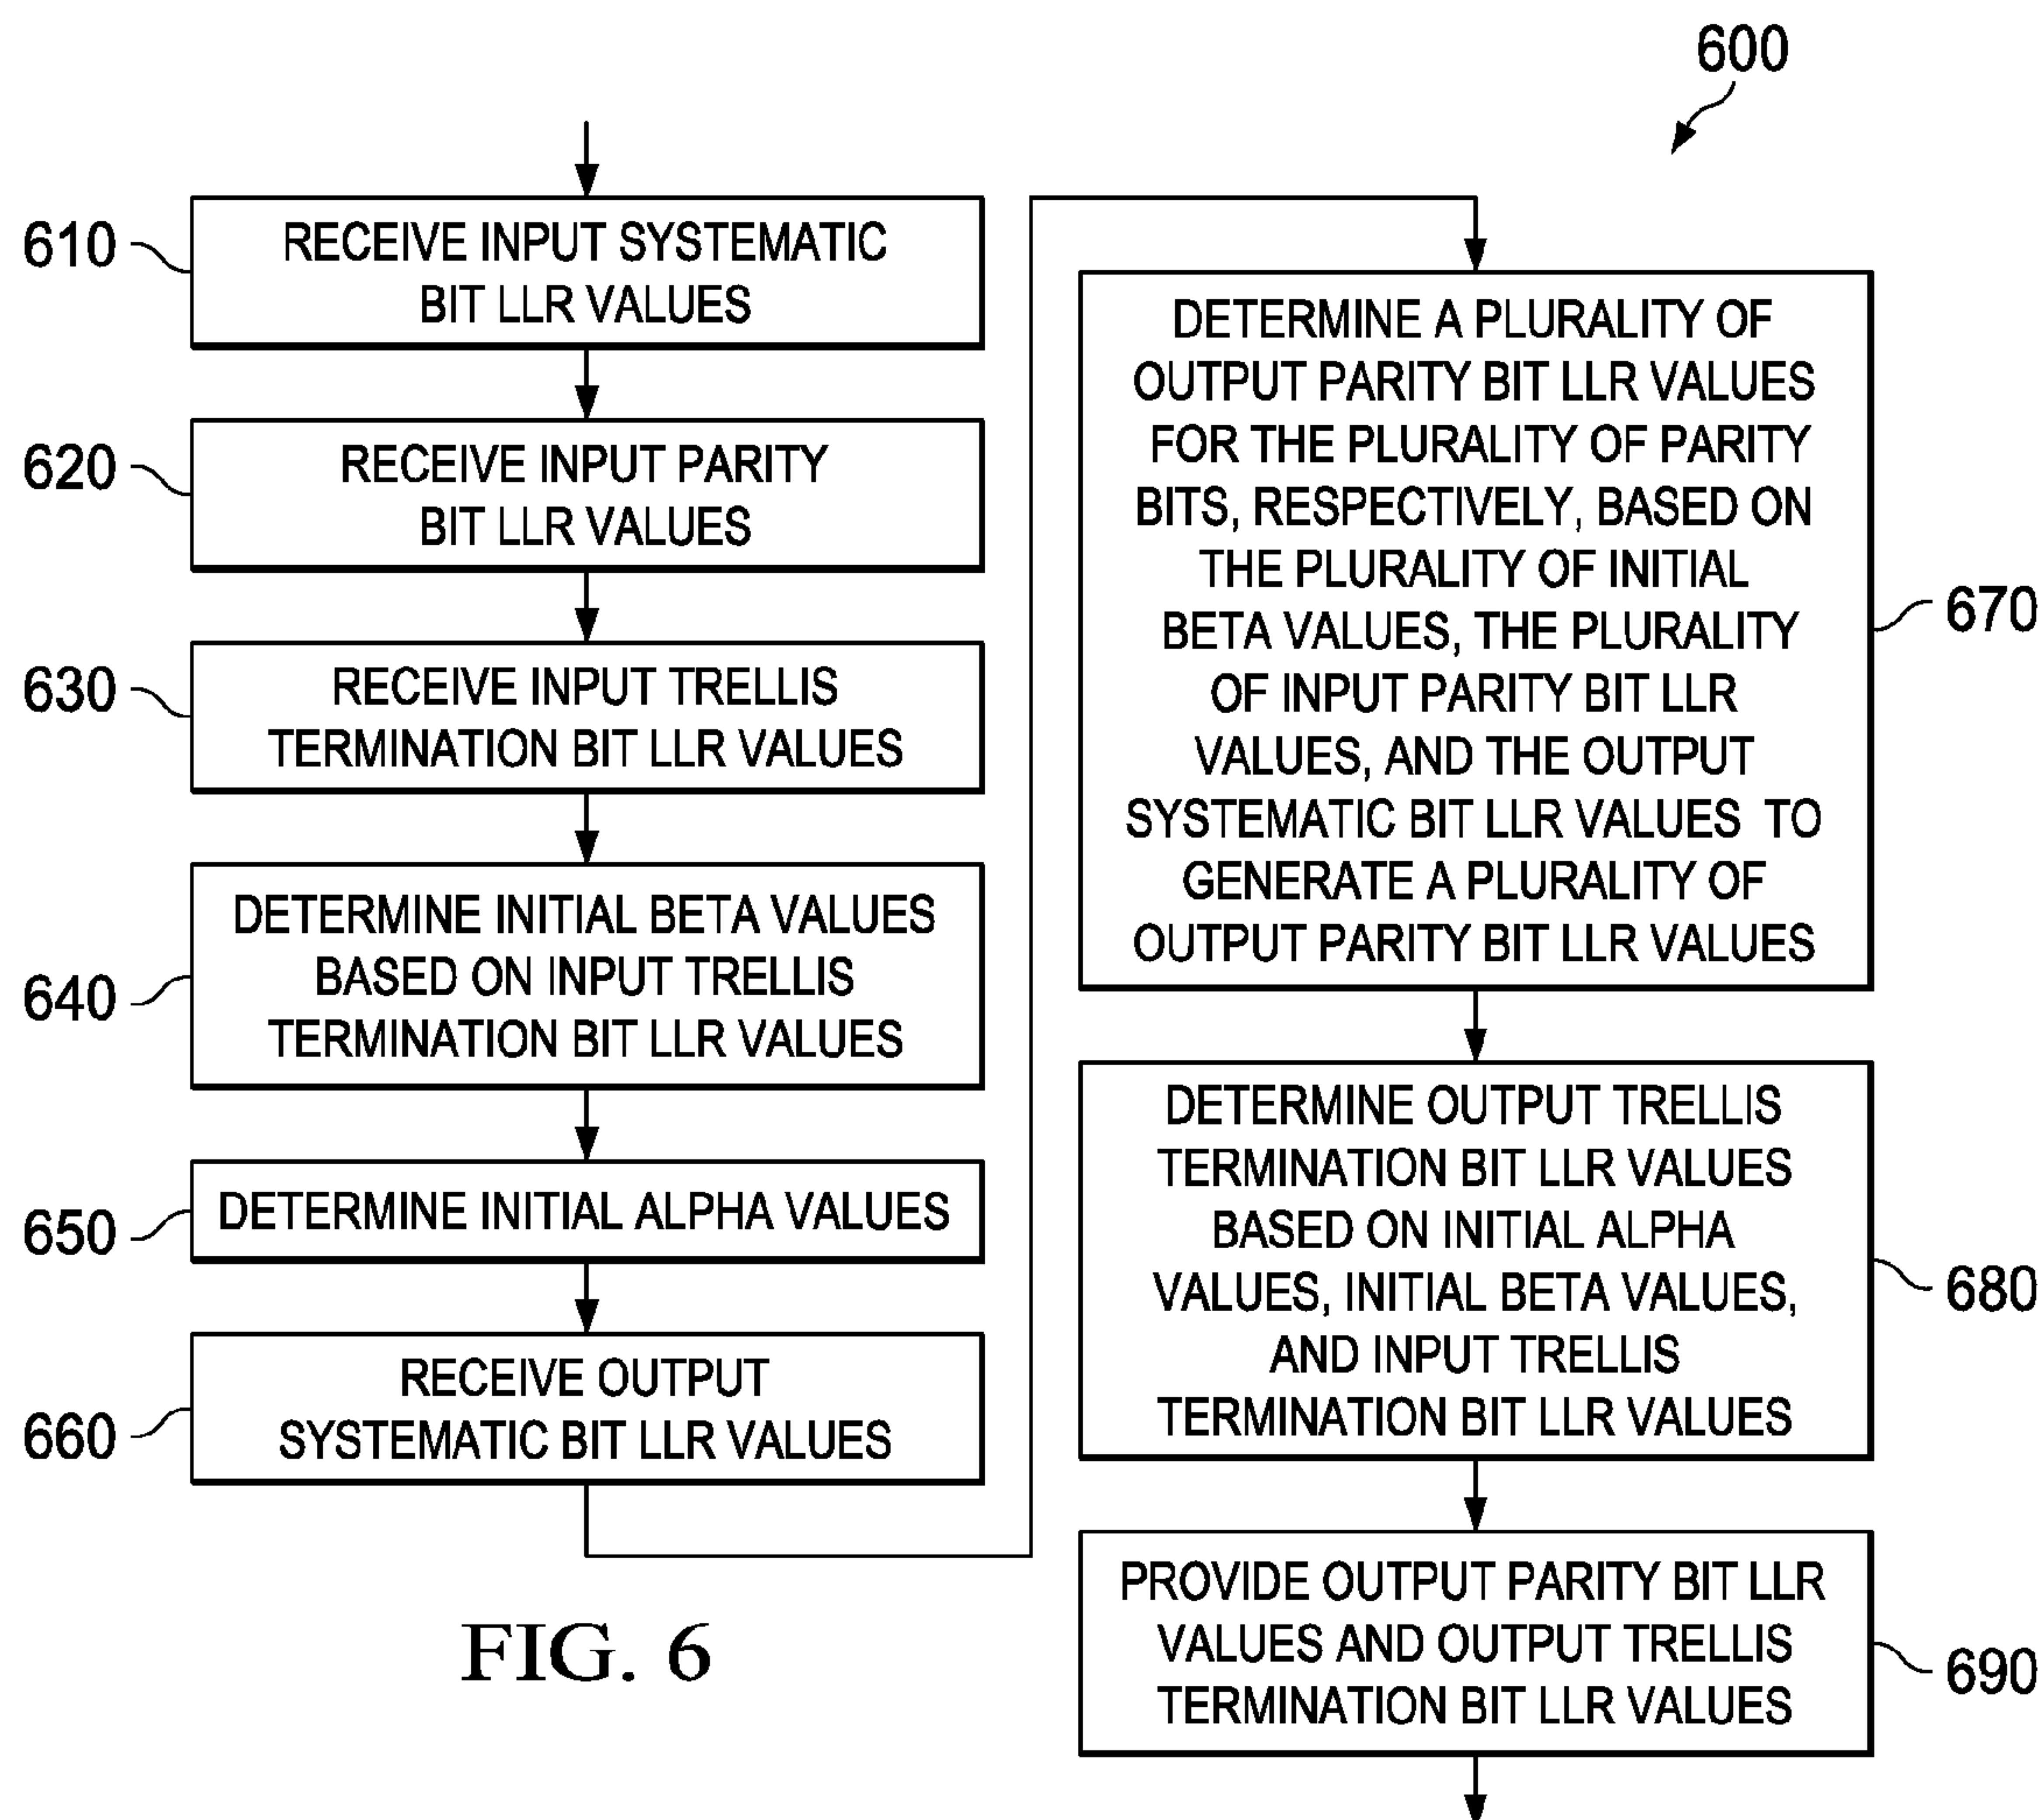 600
610
RECEIVE INPUT SYSTEMATIC
BIT LLR VALUES
620
RECEIVE INPUT PARITY
BIT LLR VALUES
630
RECEIVE INPUT TRELLIS
TERMINATION BIT LLR VALUES
640
DETERMINE INITIAL BETA VALUES
BASED ON INPUT TRELLIS
TERMINATION BIT LLR VALUES
650
DETERMINE INITIAL ALPHA VALUES
660
RECEIVE OUTPUT
SYSTEMATIC BIT LLR VALUES
DETERMINE A PLURALITY OF
OUTPUT PARITY BIT LLR VALUES
FOR THE PLURALITY OF PARITY
BITS, RESPECTIVELY, BASED ON
THE PLURALITY OF INITIAL
BETA VALUES, THE PLURALITY
OF INPUT PARITY BIT LLR
VALUES, AND THE OUTPUT
SYSTEMATIC BIT LLR VALUES TO
GENERATE A PLURALITY OF
OUTPUT PARITY BIT LLR VALUES
670
DETERMINE OUTPUT TRELLIS
TERMINATION BIT LLR VALUES
BASED ON INITIAL ALPHA
VALUES, INITIAL BETA VALUES,
AND INPUT TRELLIS
TERMINATION BIT LLR VALUES
680
PROVIDE OUTPUT PARITY BIT LLR
VALUES AND OUTPUT TRELLIS
TERMINATION BIT LLR VALUES
690
FIG. 6